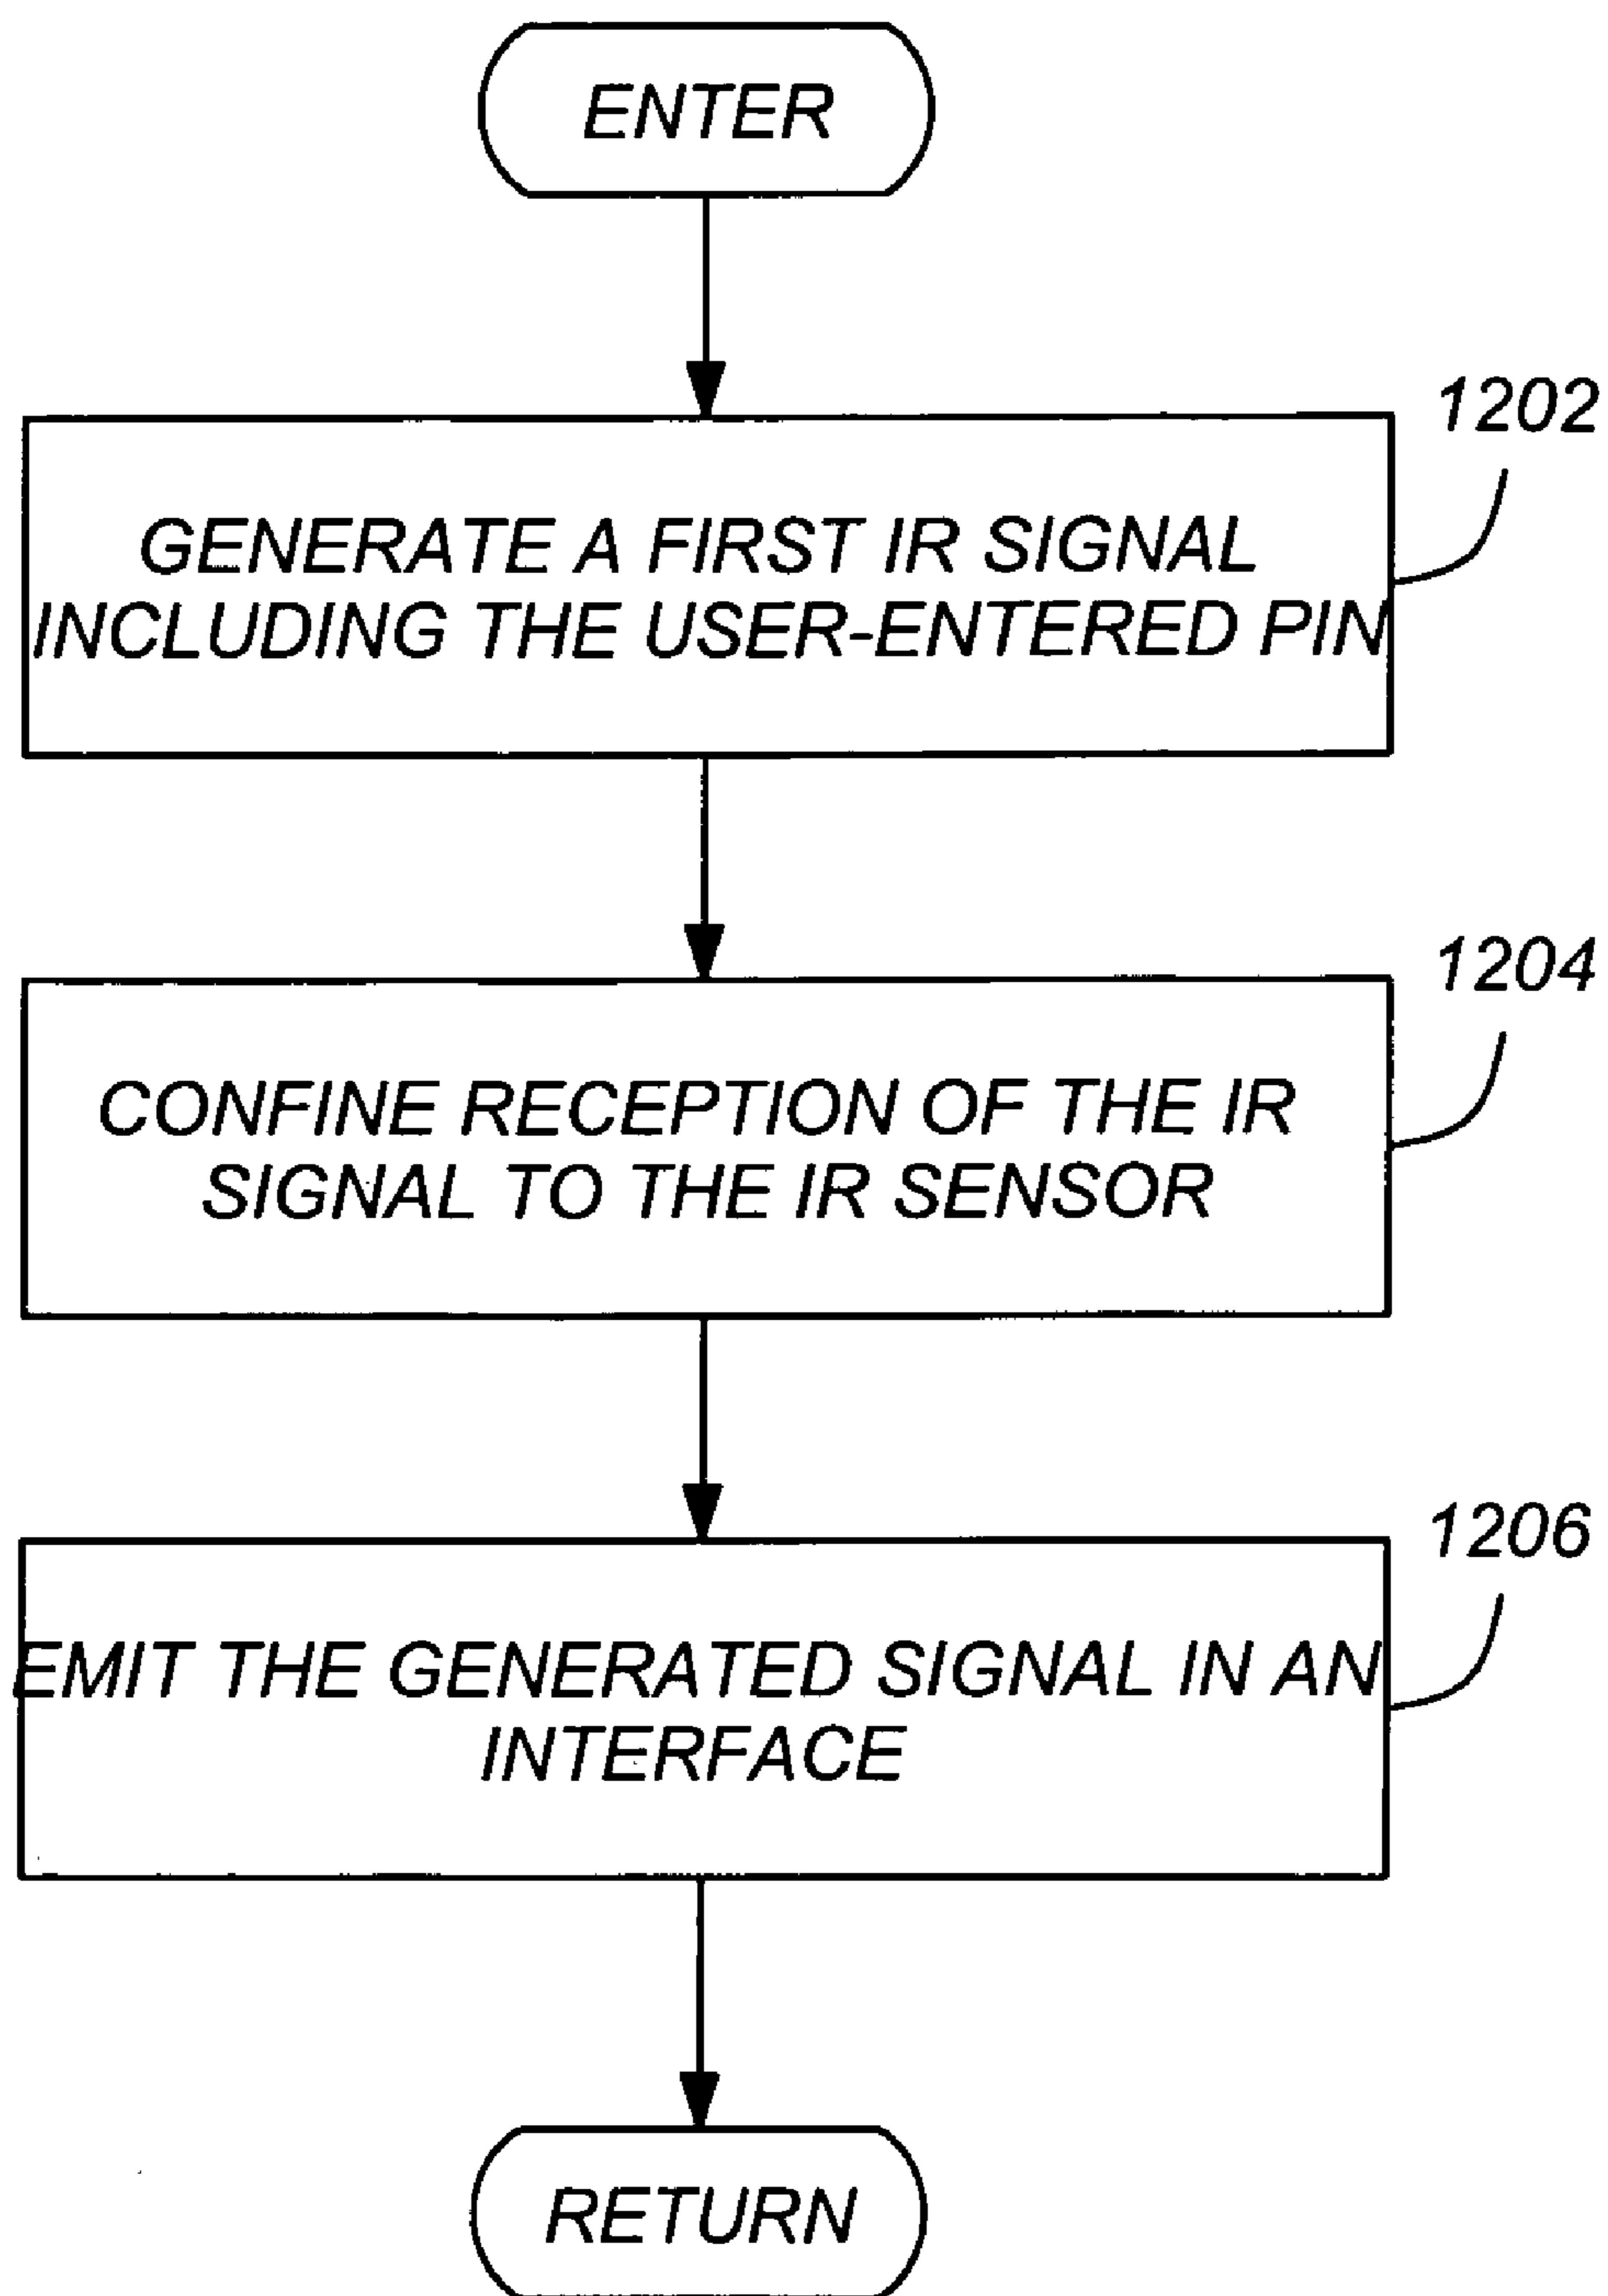 ENTER
1202
GENERATE A FIRST IR SIGNAL
INCLUDING THE USER-ENTERED PIN
1204
CONFINE RECEPTION OF THE IR
SIGNAL TO THE IR SENSOR
1206
EMIT THE GENERATED SIGNAL IN AN
INTERFACE
RETURN